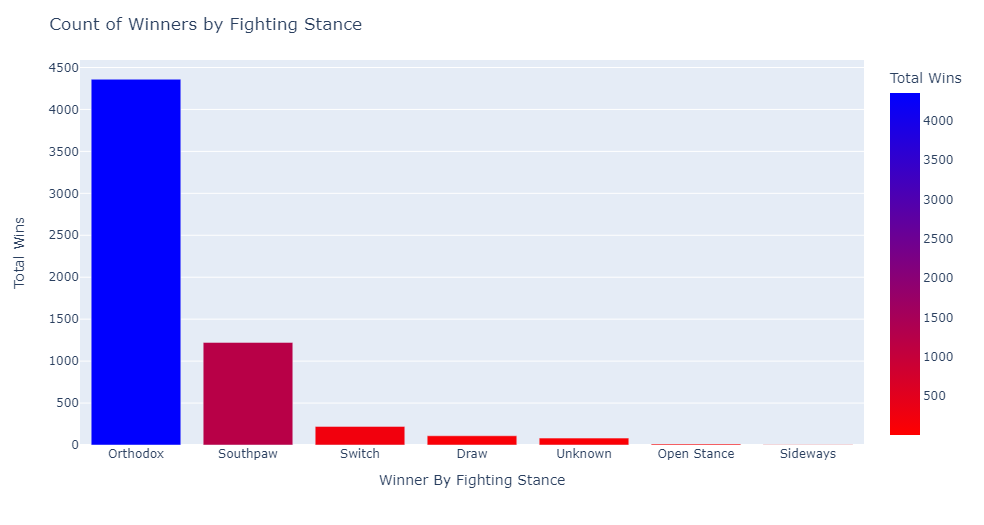 Count of Winners by Fighting Stance
Total Wins
4500
4000
3500
3000
2500
2000
1500
1000
500
0
Orthodox
Southpaw
Switch
Draw
Unknown
Open Stance
Sideways
Winner By Fighting Stance
Total Wins
4000
3500
3000
2500
2000
1500
1000
500